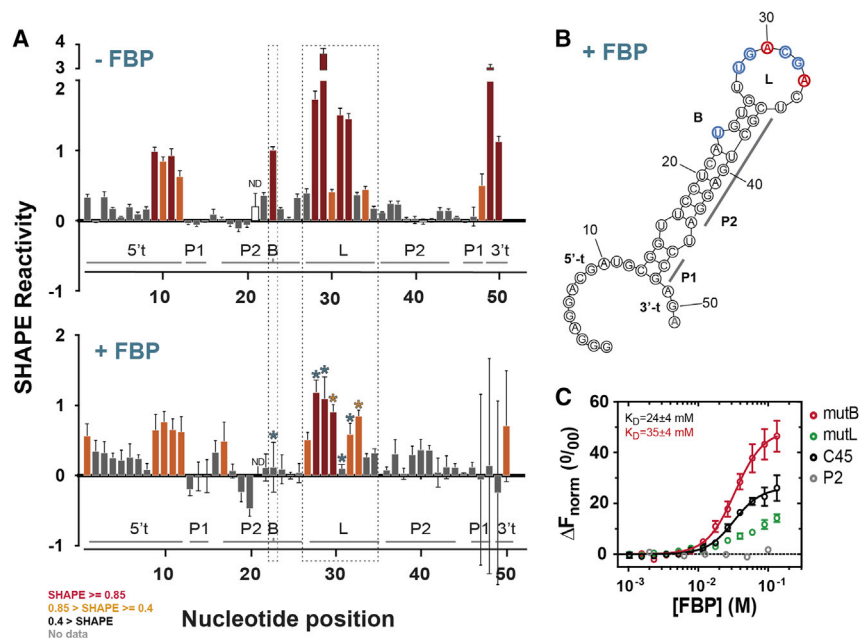 A
- FBP
SHAPE Reactivity
4
3
2
1
0
-1
ND
5't P1 P2 B L P2 P1 3't
10 20 30 40 50
+ FBP
2
1
0
-1
* * * * * * *
ND
5't P1 P2 B L P2 P1 3't
10 20 30 40 50
Nucleotide position
SHAPE >= 0.85
0.85 > SHAPE >= 0.4
0.4 > SHAPE
No data
B
+ FBP
30
L
B
20
40
P2
10
5'-t
P1
3'-t
50
C
60
40
20
0
ΔFnorm (0/00)
KD=24±4 mM
KD=35±4 mM
10-3 10-2 10-1
[FBP] (M)
mutB
mutL
C45
P2